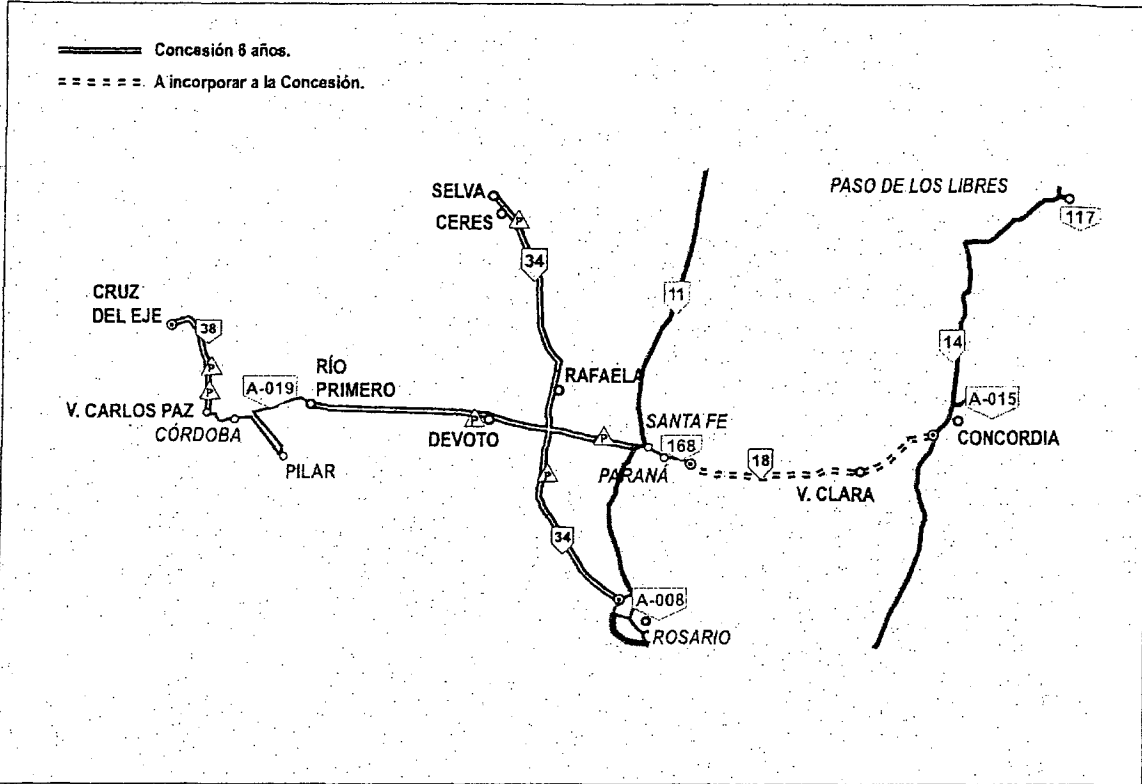 Concesión 6 años.
A incorporar a la Concesión.
SELVA
CERES
PASO DE LOS LIBRES
117
34
11
CRUZ
DEL EJE
38
14
A-019
RÍO
PRIMERO
RAFAELA
A-015
V. CARLOS PAZ
CÓRDOBA
DEVOTO
SANTA FE
168
CONCORDIA
PILAR
PARANÁ
18
V. CLARA
34
A-008
ROSARIO
P
P
P
P
P
P